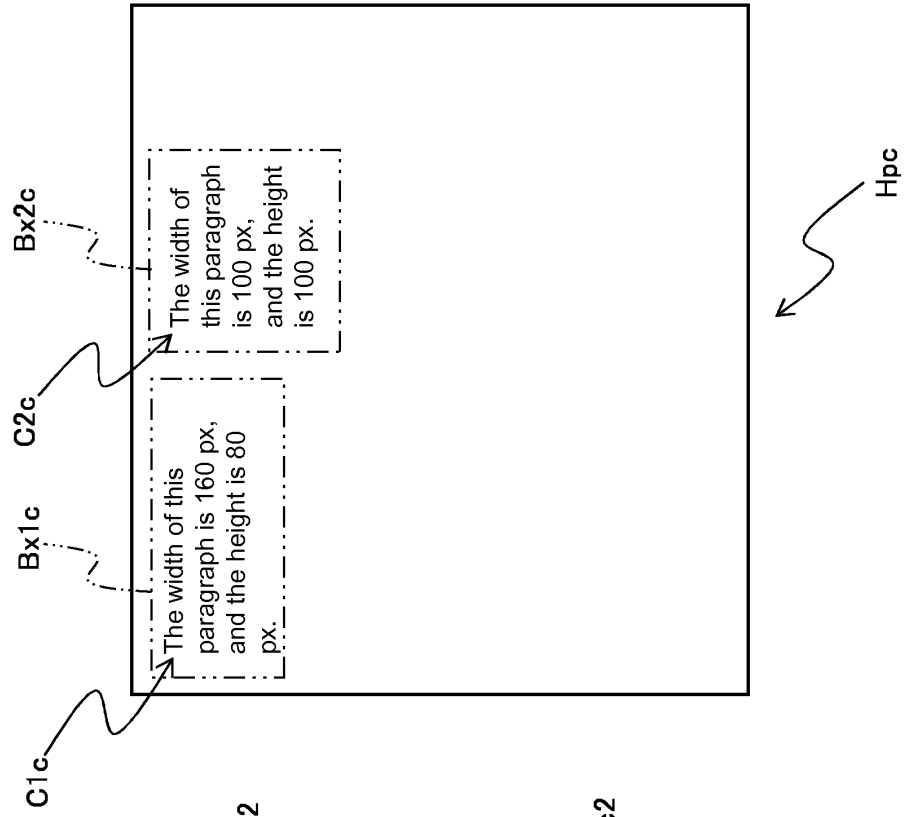 C1c
Bx1c
C2c
Bx2c
The width of this
paragraph is 160 px,
and the height is 80
px.
The width of
this paragraph
is 100 px,
and the height
is 100 px.
Hpc
2